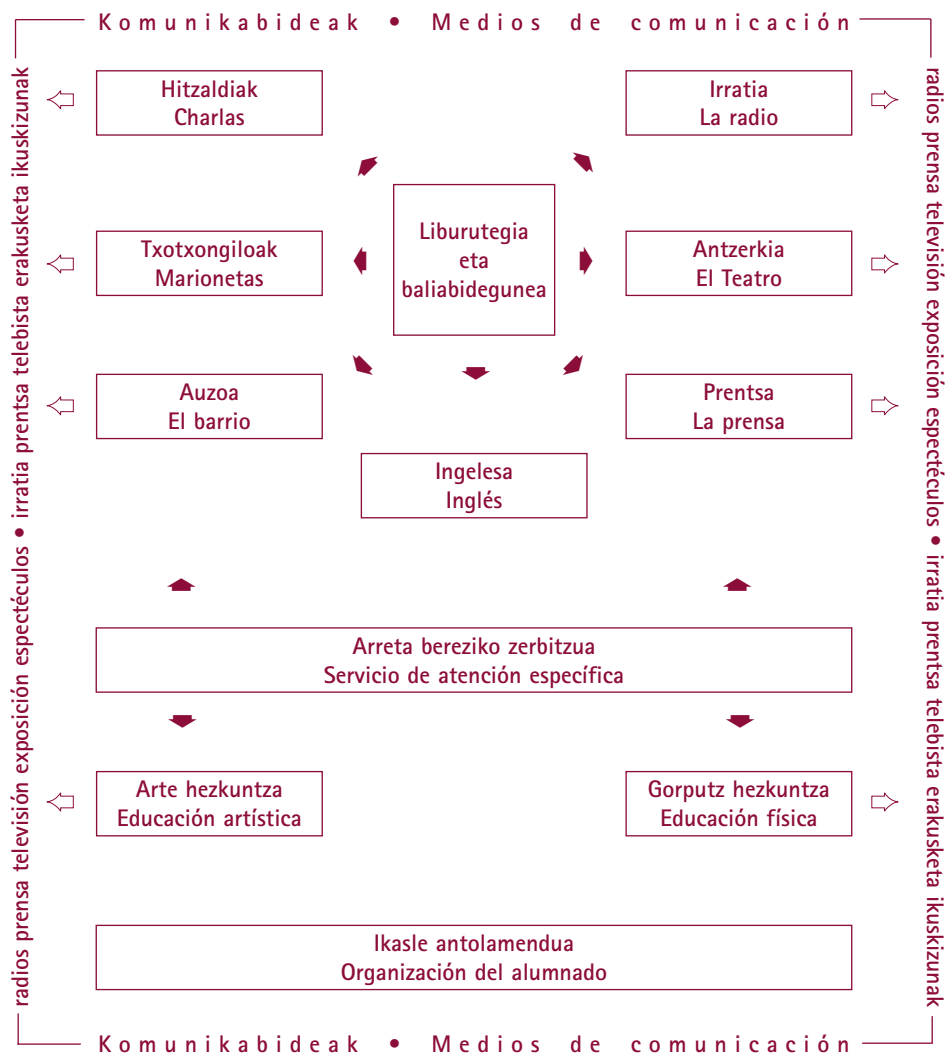 Komunikabideak • Medios de comunicación
irratia prentsa telebista erakusketa ikuskizunak
radios prensa televisión exposición espectéculos •
radios prensa televisión exposición espectéculos
• irratia prentsa telebista erakusketa ikuskizunak
Hitzaldiak
Charlas
Irratia
La radio
Liburutegia
eta
baliabidegunea
Txotxongiloak
Marionetas
Antzerkia
El Teatro
Auzoa
El barrio
Prentsa
La prensa
Ingelesa
Inglés
Arreta bereziko zerbitzua
Servicio de atención específica
Arte hezkuntza
Educación artística
Gorputz hezkuntza
Educación física
Ikasle antolamendua
Organización del alumnado
Komunikabideak • Medios de comunicación